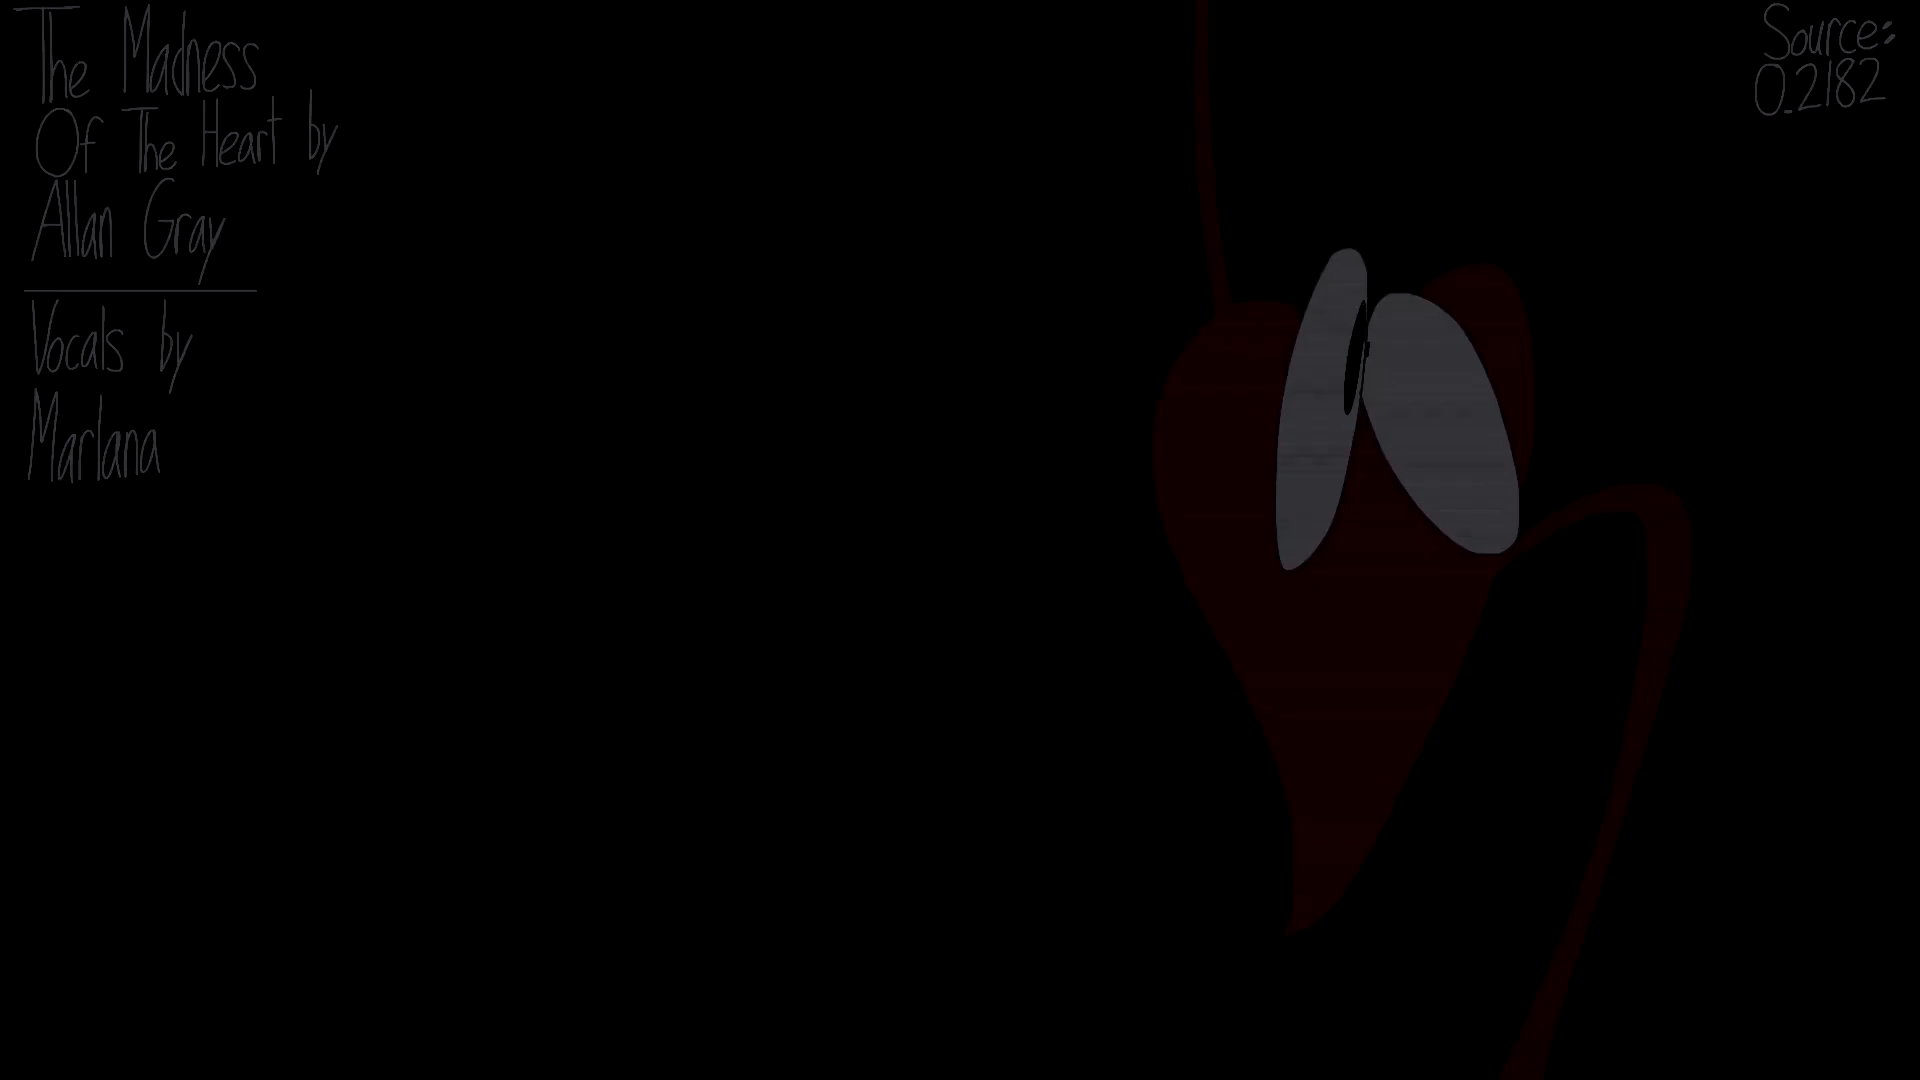 The Madness
Of The Heart by
Allan Gray
Vocals by
Marlana
Source:
0.2182